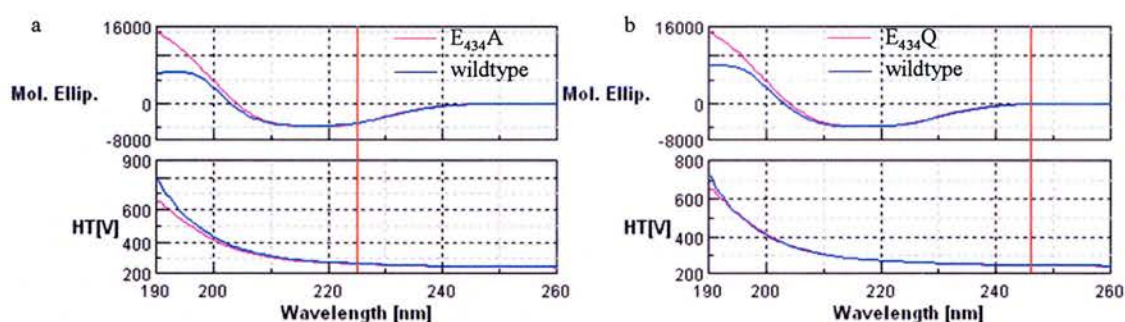 a
16000
Mol. Ellip.
0
-8000
E₄₃₄A
wildtype
900
600
HT[V]
400
200
190
200
220
240
260
Wavelength [nm]
b
16000
Mol. Ellip.
0
-8000
E₄₃₄Q
wildtype
800
600
HT[V]
400
200
190
200
220
240
260
Wavelength [nm]